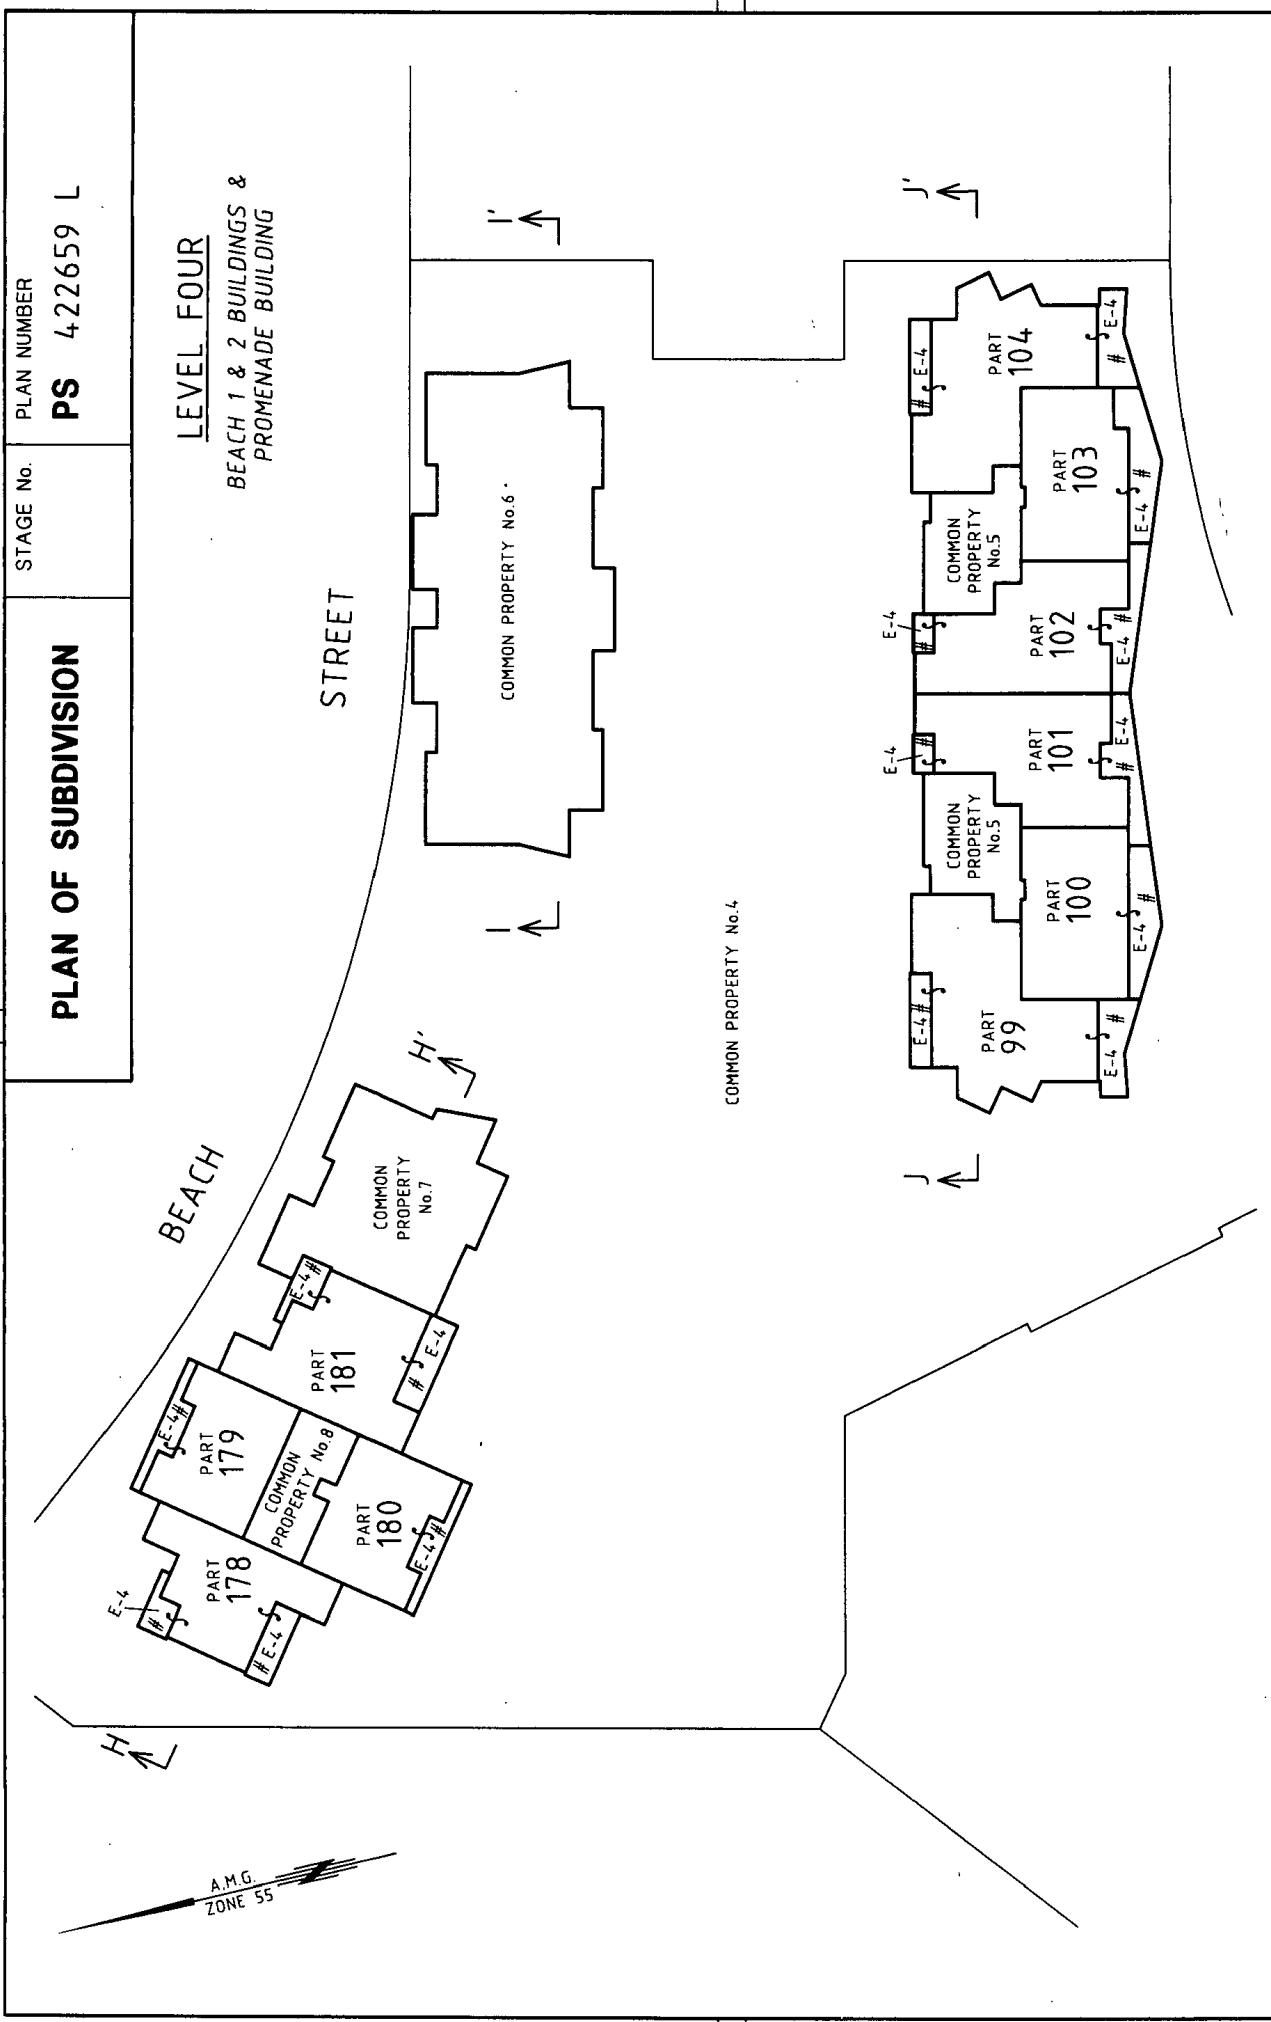 PLAN OF SUBDIVISION
STAGE No.
PLAN NUMBER
PS 422659 L
LEVEL FOUR
BEACH 1 & 2 BUILDINGS &
PROMENADE BUILDING
BEACH
STREET
A.M.G.
ZONE 55
H
H'
I
I'
J
J'
E-4
#
PART
178
# E-4
E-4 #
PART
179
COMMON
PROPERTY No.8
PART
180
E-4 #
E-4 #
PART
181
# E-4
COMMON
PROPERTY
No.7
COMMON PROPERTY No.6
COMMON PROPERTY No.4
E-4 #
PART
99
E-4 #
COMMON
PROPERTY
No.5
PART
100
E-4 #
E-4
#
PART
101
# E-4
E-4
#
PART
102
E-4 #
COMMON
PROPERTY
No.5
PART
103
E-4 #
# E-4
PART
104
# E-4